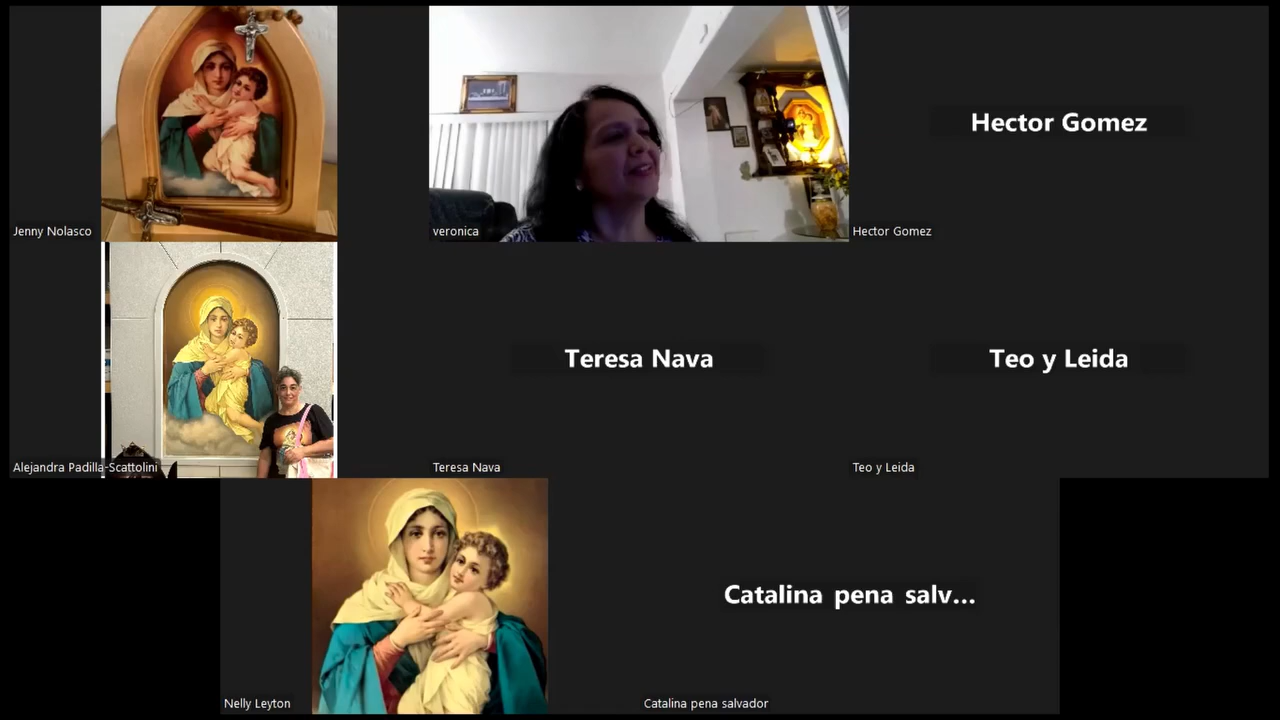 Jenny Nolasco
veronica
Hector Gomez
Hector Gomez
Alejandra Padilla-Scattolini
Teresa Nava
Teresa Nava
Teo y Leida
Teo y Leida
Nelly Leyton
Catalina pena salv...
Catalina pena salvador